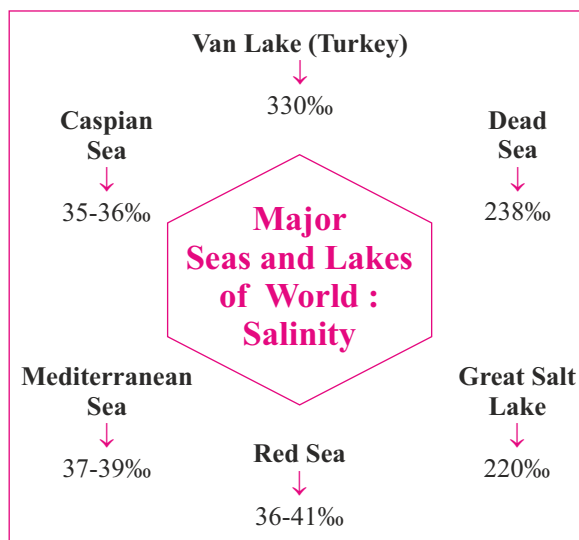 Van Lake (Turkey)
↓
330‰
Caspian
Sea
↓
35-36‰
Dead
Sea
↓
238‰
Major
Seas and Lakes
of World :
Salinity
Mediterranean
Sea
↓
37-39‰
Red Sea
↓
36-41‰
Great Salt
Lake
↓
220‰